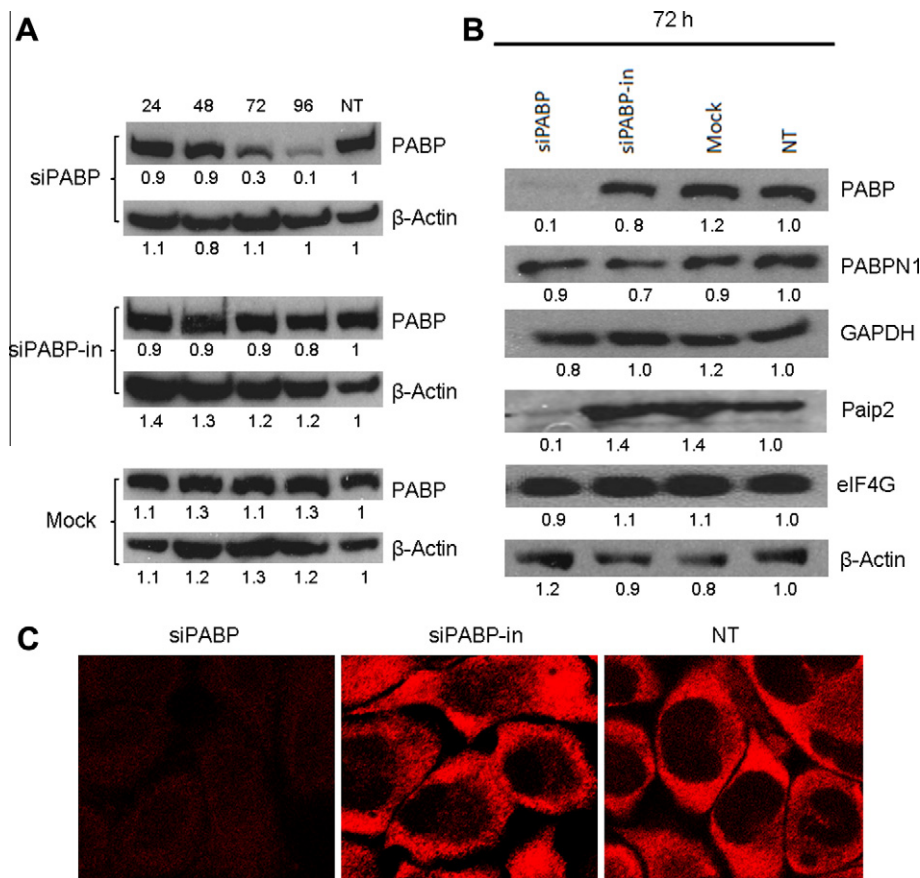 A
24 48 72 96 NT
siPABP
PABP
0.9 0.9 0.3 0.1 1
β-Actin
1.1 0.8 1.1 1 1
siPABP-in
PABP
0.9 0.9 0.9 0.8 1
β-Actin
1.4 1.3 1.2 1.2 1
Mock
PABP
1.1 1.3 1.1 1.3 1
β-Actin
1.1 1.2 1.3 1.2 1
B
72 h
siPABP siPABP-in Mock NT
PABP
0.1 0. 8 1.2 1.0
PABPN1
0.9 0.7 0.9 1.0
GAPDH
0.8 1.0 1.2 1.0
Paip2
0.1 1.4 1.4 1.0
eIF4G
0.9 1.1 1.1 1.0
β-Actin
1.2 0.9 0.8 1.0
C
siPABP siPABP-in NT